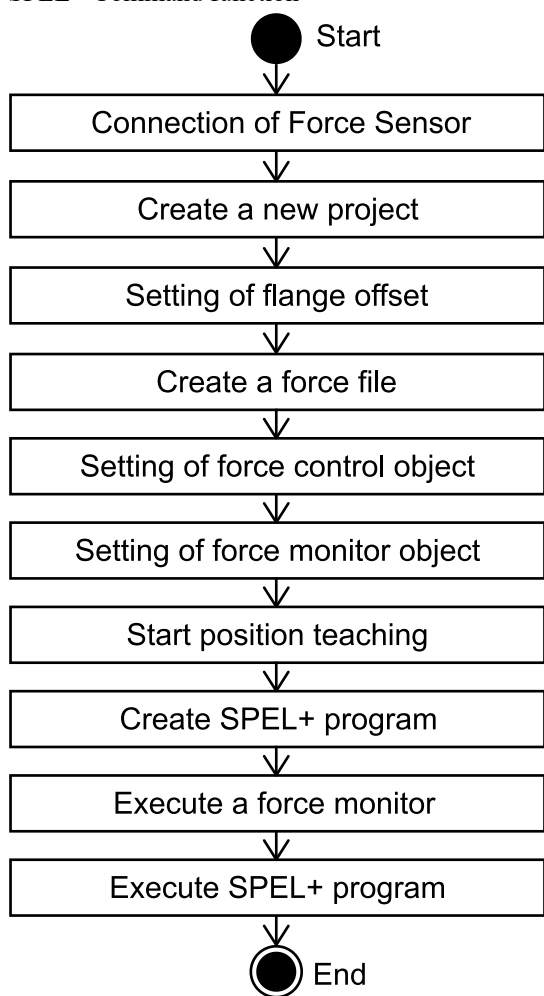 Start
Connection of Force Sensor
Create a new project
Setting of flange offset
Create a force file
Setting of force control object
Setting of force monitor object
Start position teaching
Create SPEL+ program
Execute a force monitor
Execute SPEL+ program
End